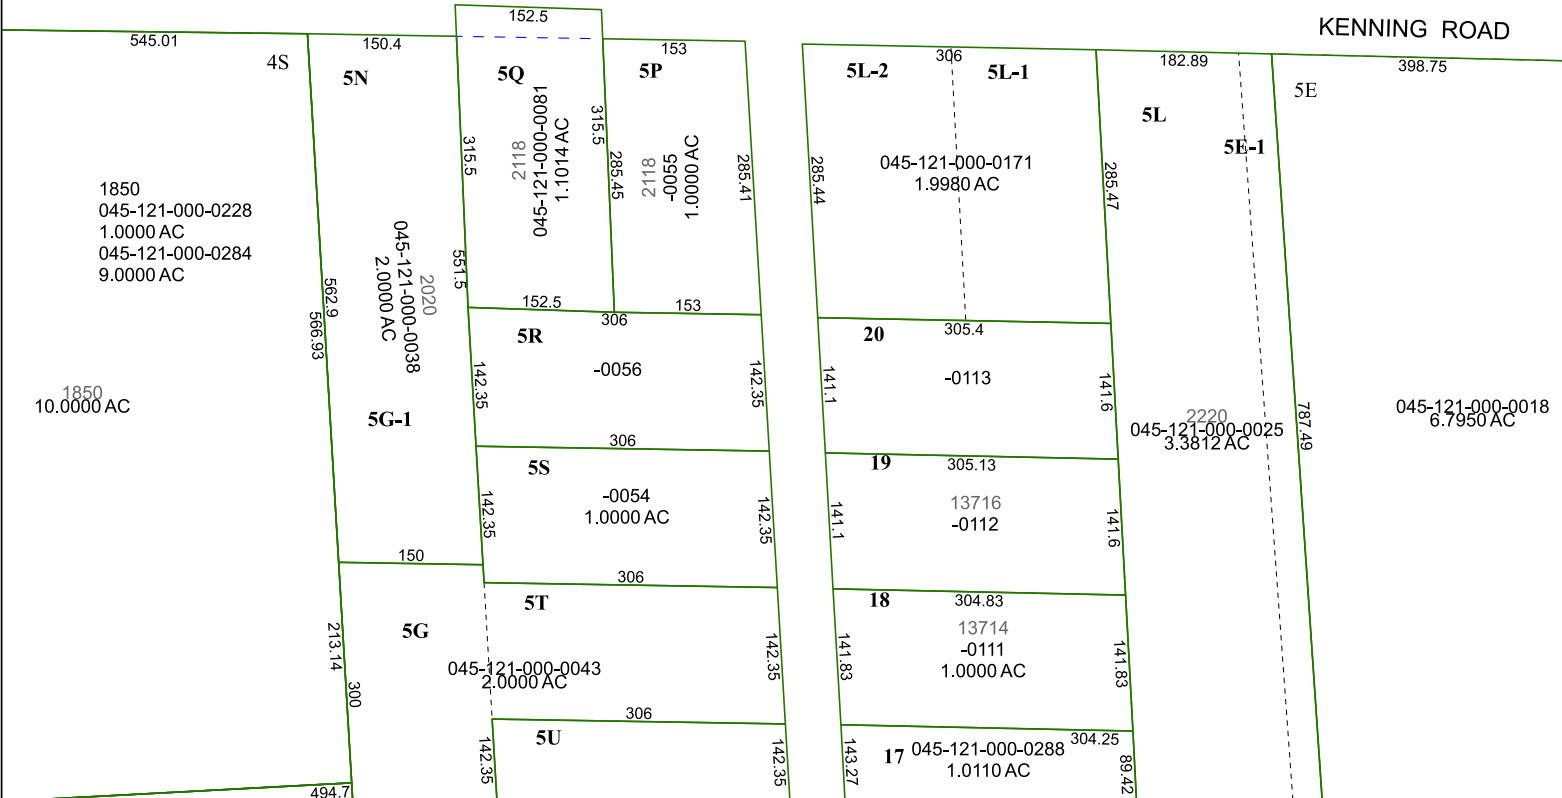 KENNING ROAD
152.5
545.01
4S
150.4
5N
5Q
153
5P
5L-2
306
5L-1
182.89
5L
5E-1
398.75
5E
315.5
2118
045-121-000-0081
1.1014 AC
315.5
285.45
2118
-0055
1.0000 AC
285.41
285.44
045-121-000-0171
1.9980 AC
285.47
1850
045-121-000-0228
1.0000 AC
045-121-000-0284
9.0000 AC
562.9
566.93
2020
045-121-000-0038
2.0000 AC
551.5
152.5
153
306
5R
-0056
142.35
142.35
305.4
20
-0113
141.1
141.6
1850
10.0000 AC
5G-1
2220
045-121-000-0025
3.3812 AC
787.49
045-121-000-0018
6.7950 AC
306
5S
-0054
1.0000 AC
142.35
142.35
19
305.13
13716
-0112
141.1
141.6
150
306
5T
5G
213.14
300
045-121-000-0043
2.0000 AC
142.35
18
304.83
13714
-0111
1.0000 AC
141.83
141.83
306
5U
142.35
142.35
143.27
17
045-121-000-0288
1.0110 AC
304.25
89.42
494.7